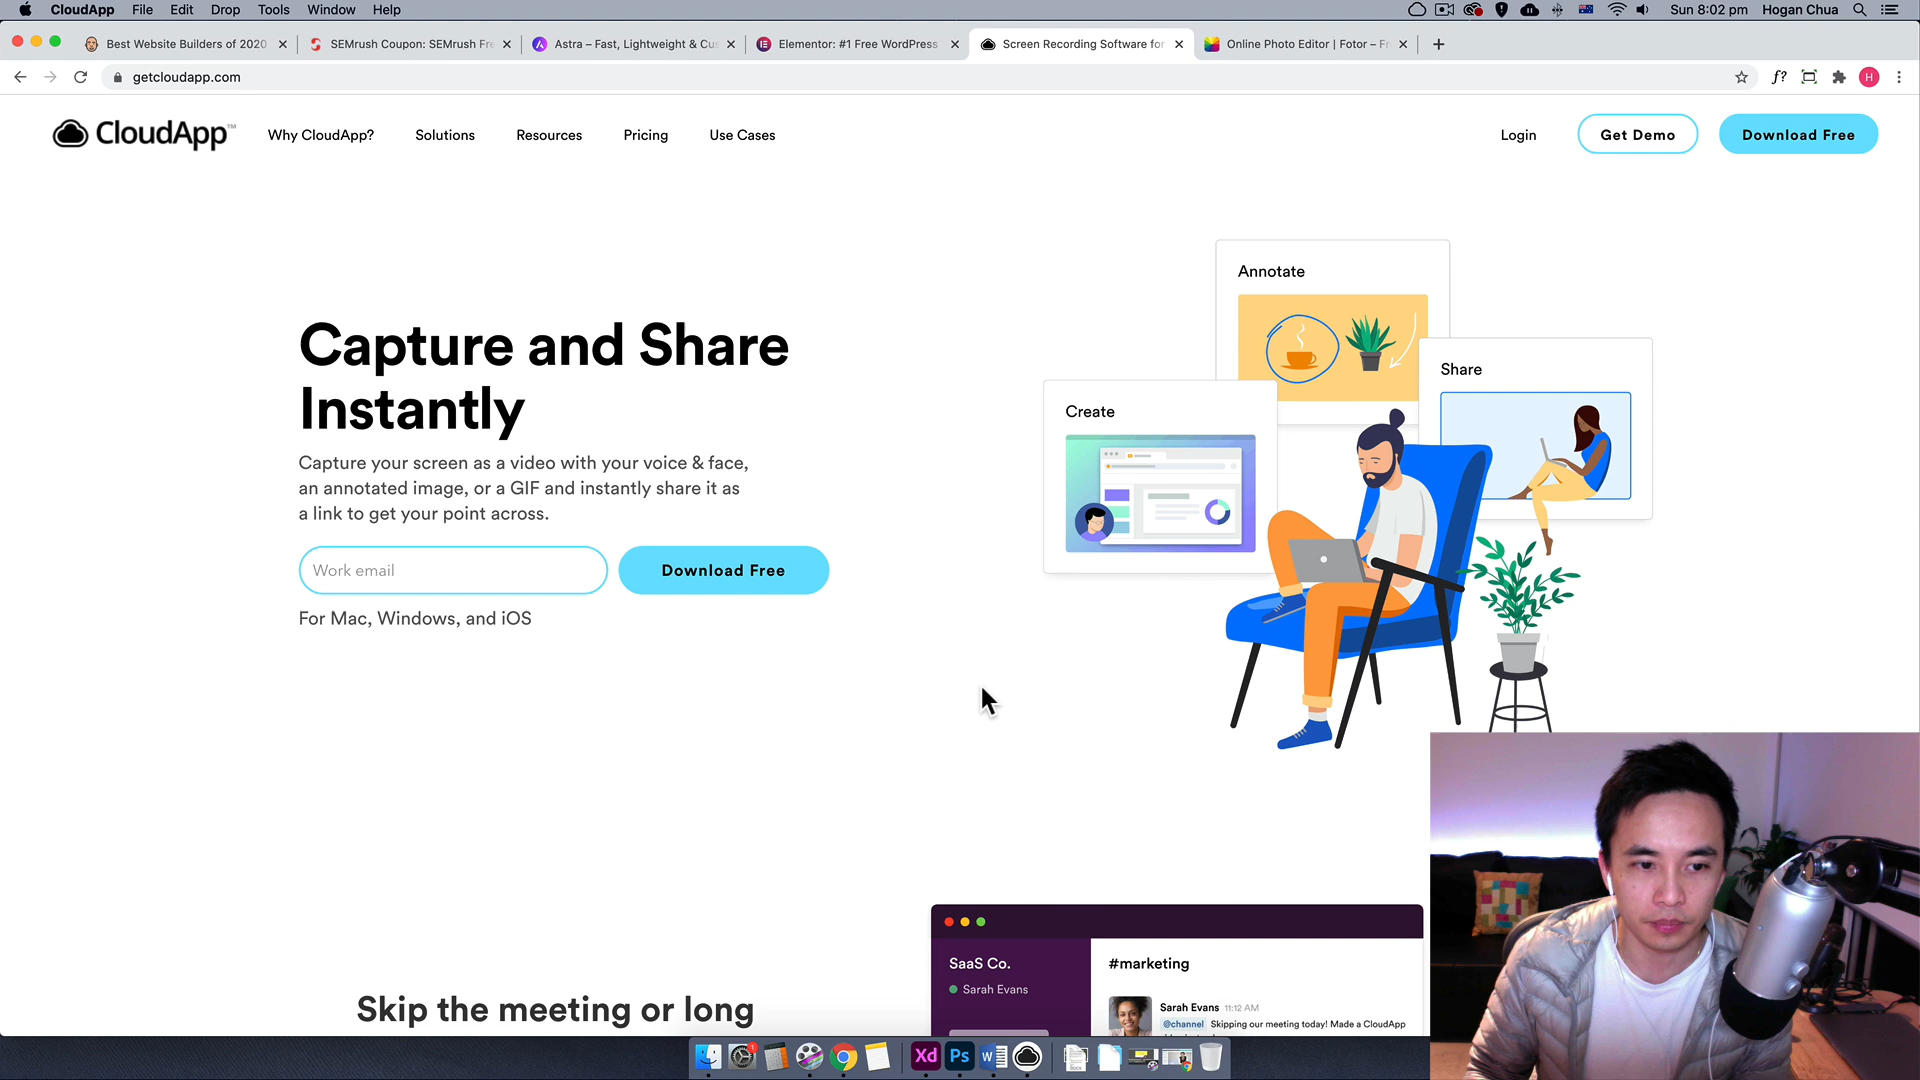 CloudApp File Edit Drop Tools Window Help Sun 8:02 pm Hogan Chua
Best Website Builders of 2020
SEMrush Coupon: SEMrush Fre
Astra – Fast, Lightweight & Cu
Elementor: #1 Free WordPress
Screen Recording Software for
Online Photo Editor | Fotor – Fr
getcloudapp.com
f?
H
CloudApp™
Why CloudApp?
Solutions
Resources
Pricing
Use Cases
Login
Get Demo
Download Free
Capture and Share
Instantly
Capture your screen as a video with your voice & face,
an annotated image, or a GIF and instantly share it as
a link to get your point across.
Work email
Download Free
For Mac, Windows, and iOS
Annotate
Share
Create
Skip the meeting or long
SaaS Co.
Sarah Evans
#marketing
Sarah Evans 11:12 AM
@channel Skipping our meeting today! Made a CloudApp
1
Xd
Ps
W